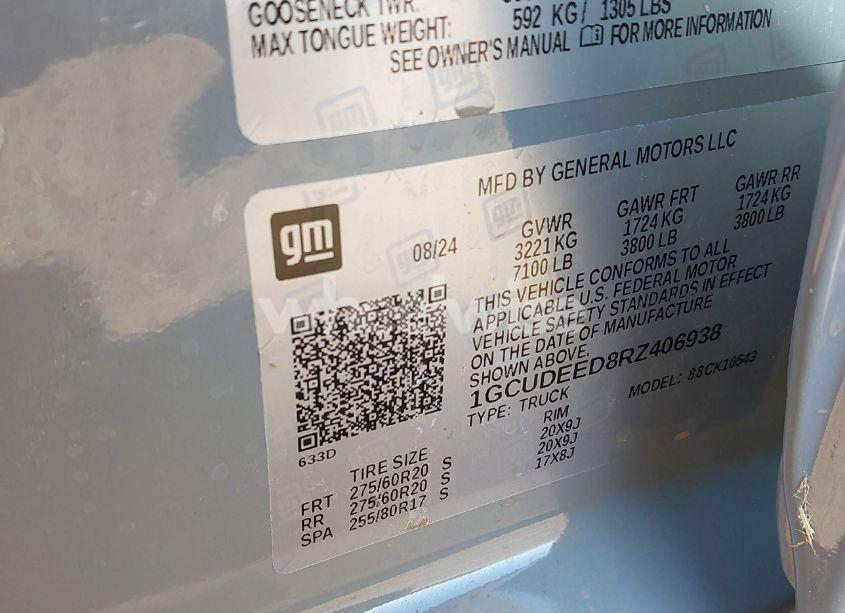 GOOSENECK TWR:
MAX TONGUE WEIGHT: 592 KG/ 1305 LBS
SEE OWNER'S MANUAL FOR MORE INFORMATION
MFD BY GENERAL MOTORS LLC
gm
08/24
GVWR GAWR FRT GAWR RR
3221 KG 1724 KG 1724 KG
7100 LB 3800 LB 3800 LB
THIS VEHICLE CONFORMS TO ALL
APPLICABLE U.S. FEDERAL MOTOR
VEHICLE SAFETY STANDARDS IN EFFECT
ON THE DATE OF MANUFACTURE
SHOWN ABOVE.
1GCUDEED8RZ406938
TYPE: TRUCK MODEL: 88CK10543
633D
TIRE SIZE RIM
FRT 275/60R20 S 20X9J
RR 275/60R20 S 20X9J
SPA 255/80R17 S 17X8J